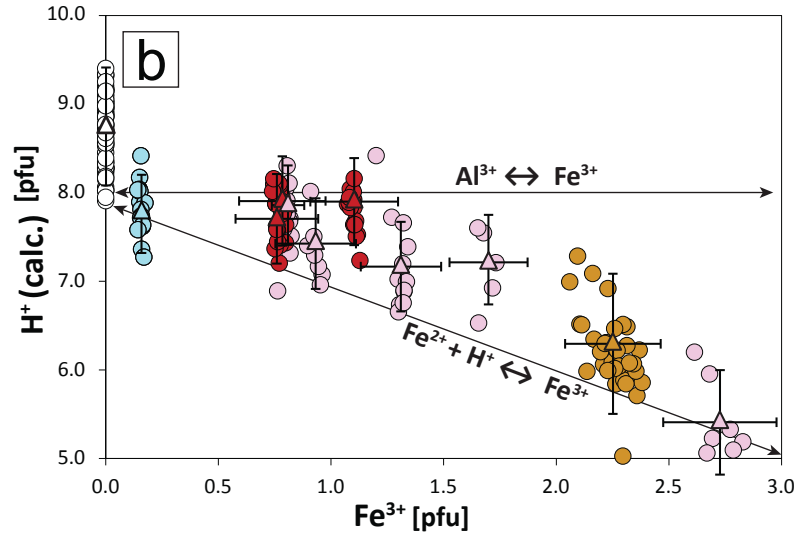 10.0
b
9.0
8.0
7.0
6.0
5.0
H⁺ (calc.) [pfu]
Al³⁺ ↔ Fe³⁺
Fe²⁺ + H⁺ ↔ Fe³⁺
0.0 0.5 1.0 1.5 2.0 2.5 3.0
Fe³⁺ [pfu]